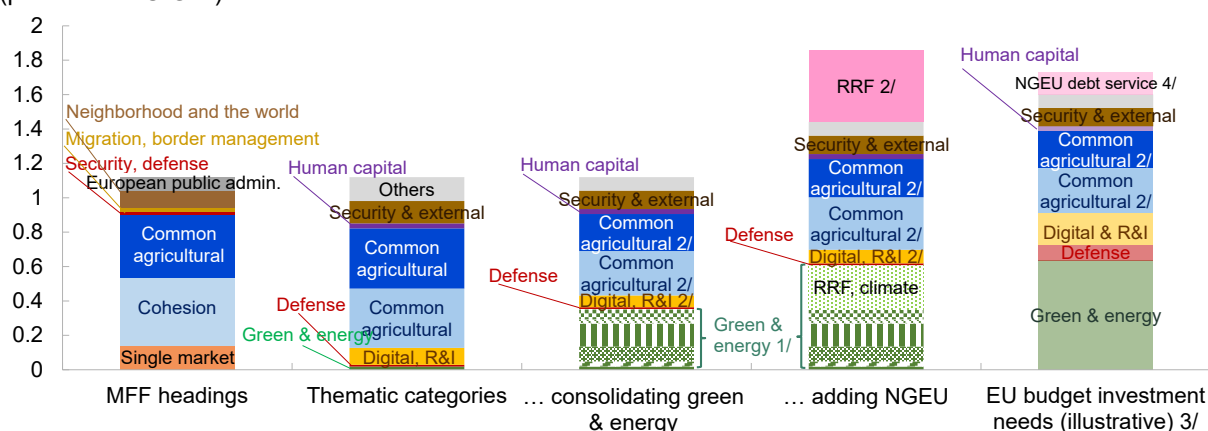 2
1.8
1.6
1.4
1.2
1
0.8
0.6
0.4
0.2
0
Neighborhood and the world
Migration, border management
Security, defense
European public admin.
Common
agricultural
Cohesion
Single market
MFF headings
Human capital
Others
Security & external
Common
agricultural
Common
agricultural
Defense
Green & energy
Digital, R&I
Thematic categories
Human capital
Security & external
Common
agricultural 2/
Common
agricultural 2/
Defense
Digital, R&I 2/
Green &
energy 1/
… consolidating green
& energy
RRF 2/
Security & external
Common
agricultural 2/
Common
agricultural 2/
Defense
Digital, R&I 2/
RRF, climate
… adding NGEU
Human capital
NGEU debt service 4/
Security & external
Common
agricultural 2/
Common
agricultural 2/
Digital & R&I
Defense
Green & energy
EU budget investment
needs (illustrative) 3/